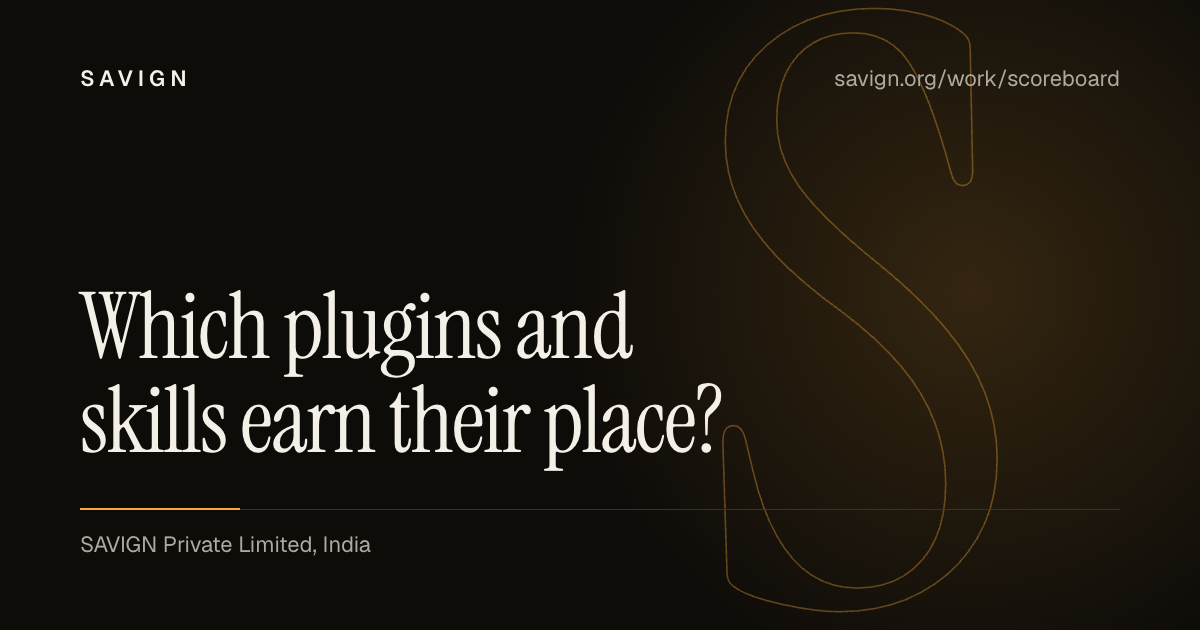 SAVIGN
savign.org/work/scoreboard
Which plugins and
skills earn their place?
SAVIGN Private Limited, India